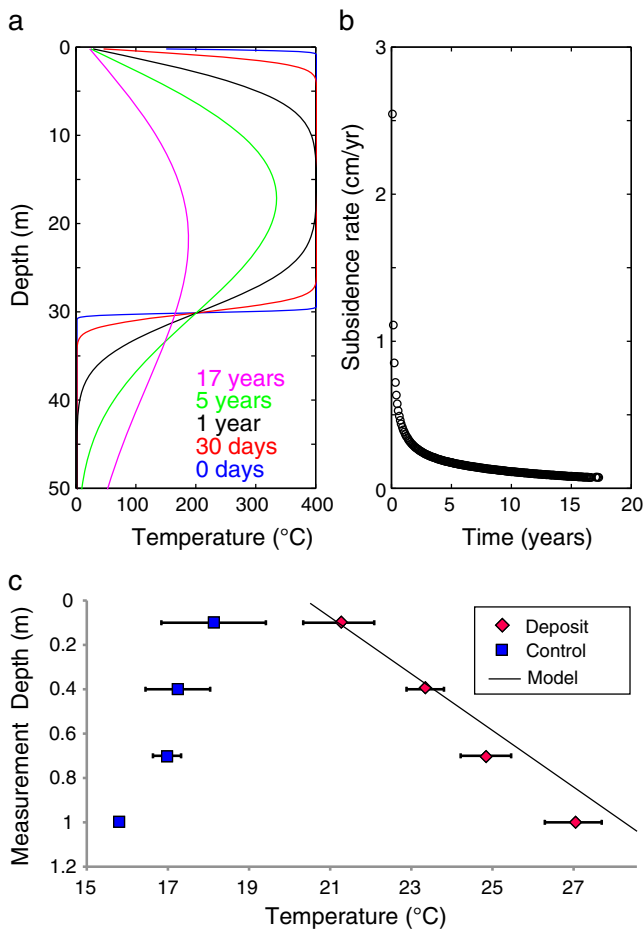 a
0
10
20
30
40
50
Depth (m)
0
100
200
300
400
Temperature (°C)
17 years
5 years
1 year
30 days
0 days
b
3
2
1
0
Subsidence rate (cm/yr)
0
5
10
15
20
Time (years)
c
0
0.2
0.4
0.6
0.8
1
1.2
Measurement Depth (m)
15
17
19
21
23
25
27
Temperature (°C)
Deposit
Control
Model